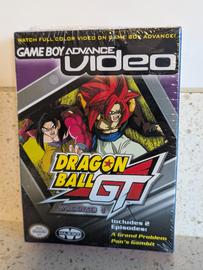 WATCH FULL COLOR VIDEO ON GAME BOY ADVANCE!
GAME BOY ADVANCE
Video
DRAGON
BALL GT
Includes 2
Episodes:
A Grand Problem
Pan's Gambit